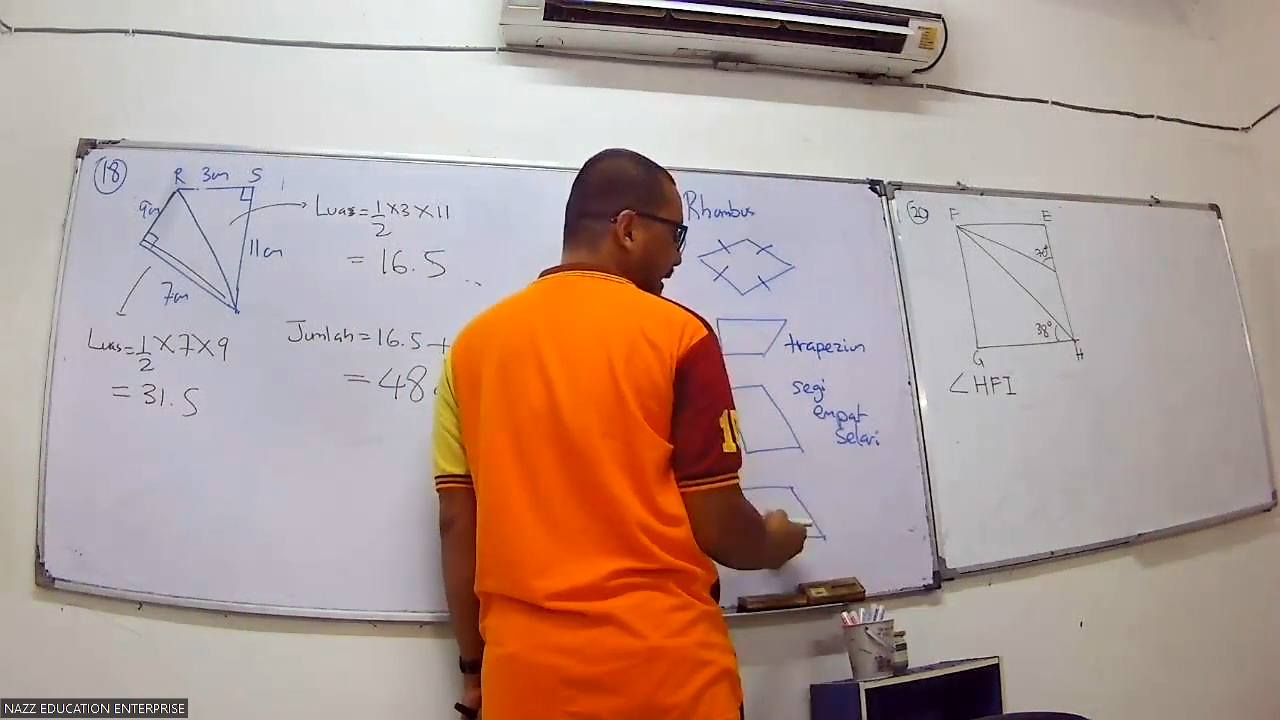 18
R 3cm S
9cm
11cm
7cm
Luas = 1/2 × 3 × 11
= 16.5
Luas = 1/2 × 7 × 9
= 31.5
Jumlah = 16.5 +
= 48
Rhombus
trapezium
segi
empat
selari
20
F E
70°
38°
G H
∠HFI
NAZZ EDUCATION ENTERPRISE